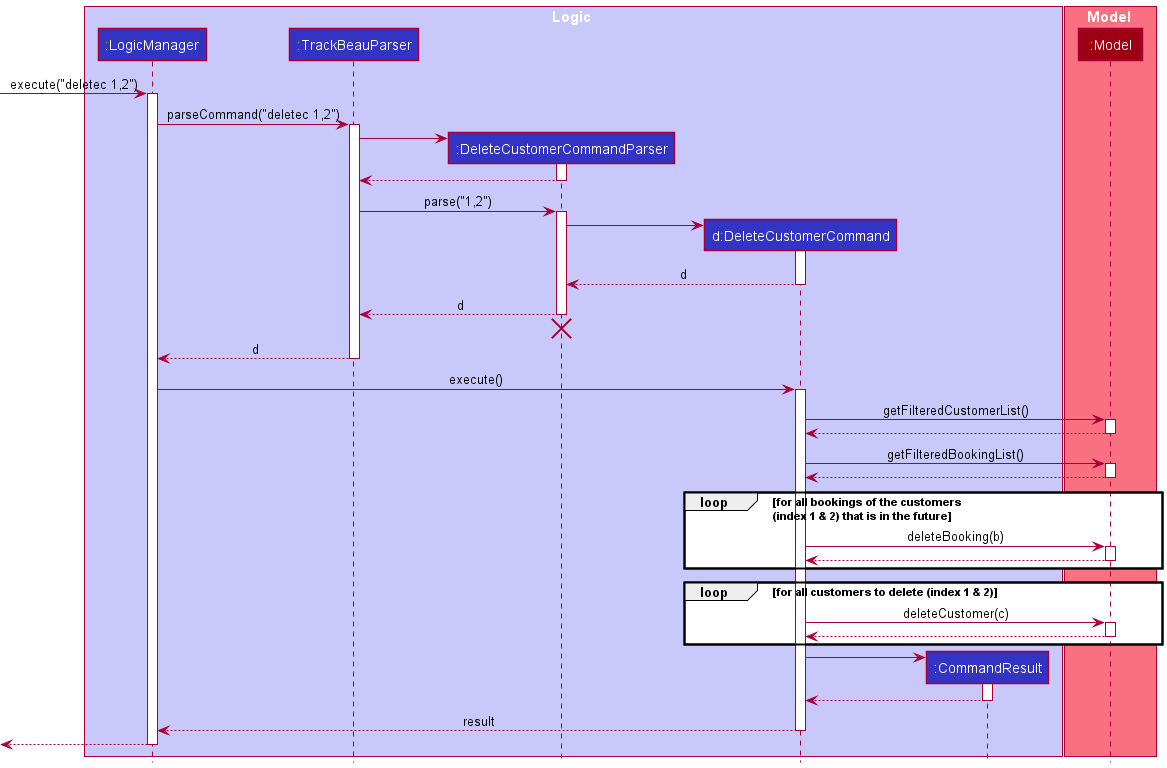 Logic
Model
:LogicManager
:TrackBeauParser
:Model
execute("deletec 1,2")
parseCommand("deletec 1,2")
:DeleteCustomerCommandParser
parse("1,2")
d:DeleteCustomerCommand
d
d
d
execute()
getFilteredCustomerList()
getFilteredBookingList()
loop
[for all bookings of the customers
(index 1 & 2) that is in the future]
deleteBooking(b)
loop
[for all customers to delete (index 1 & 2)]
deleteCustomer(c)
:CommandResult
result